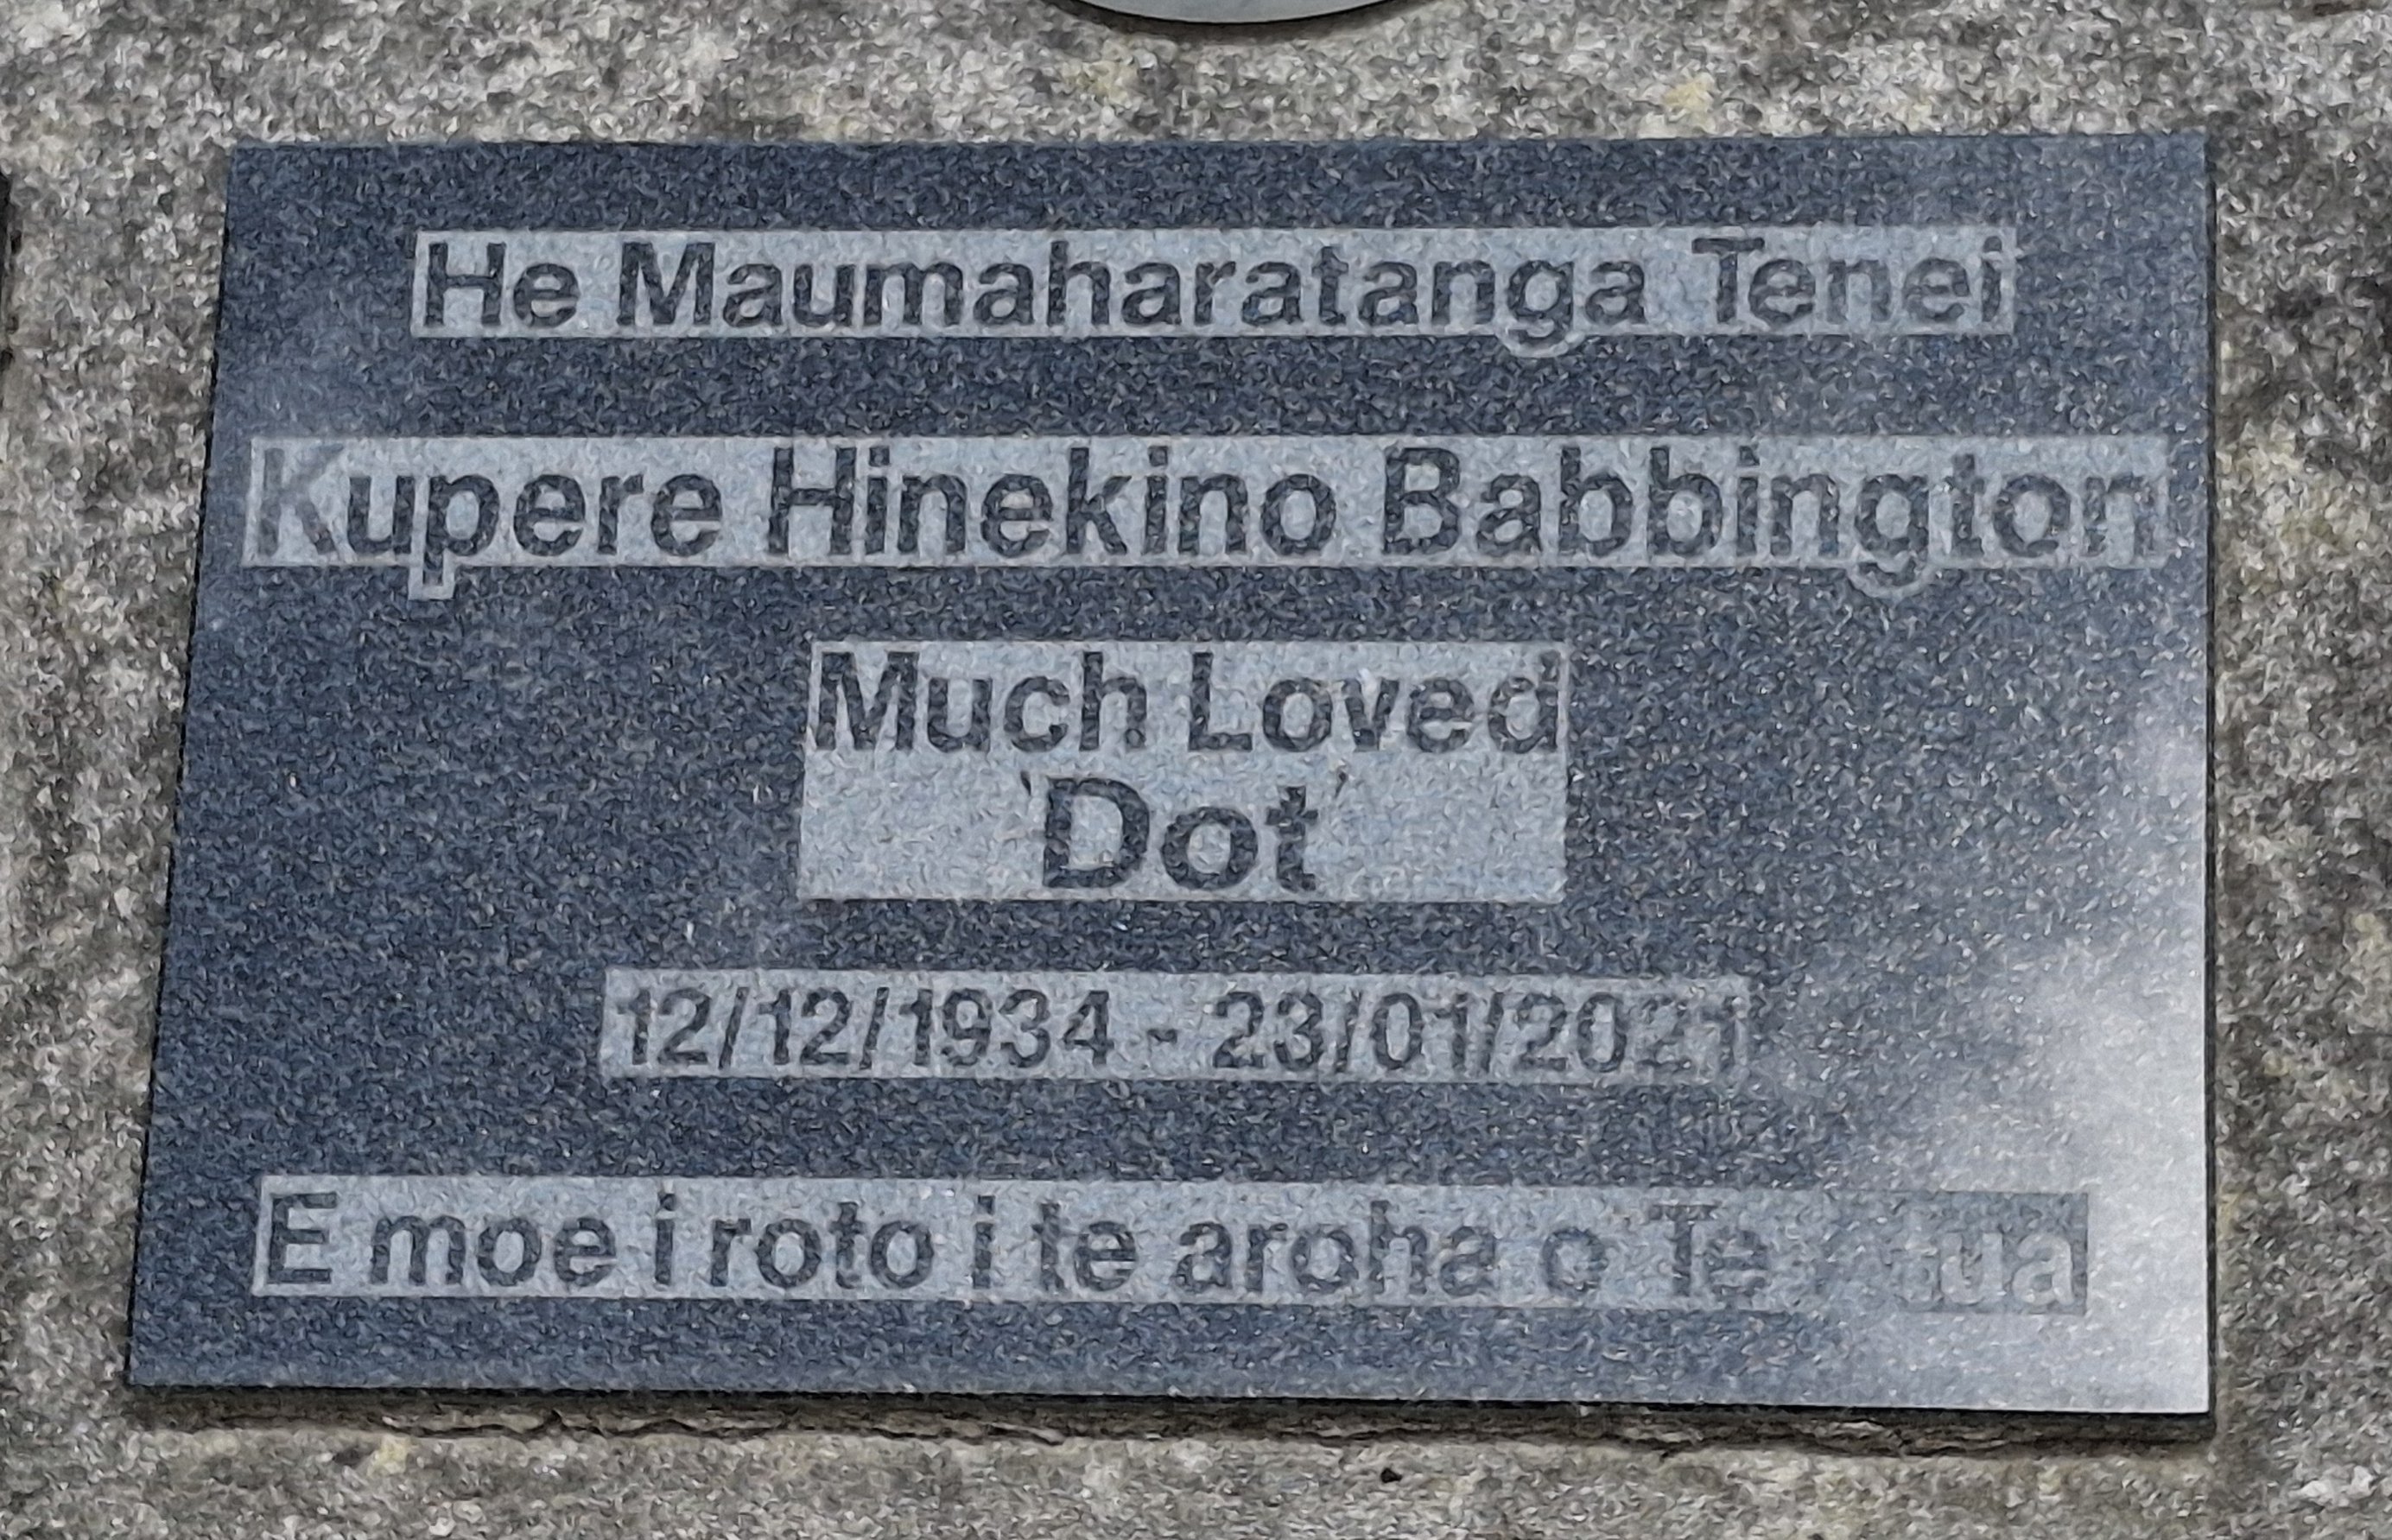 He Maumaharatanga Tenei
Kupere Hinekino Babbington
Much Loved
'Dot'
12/12/1934 - 23/01/2021
E moe i roto i te aroha o Te